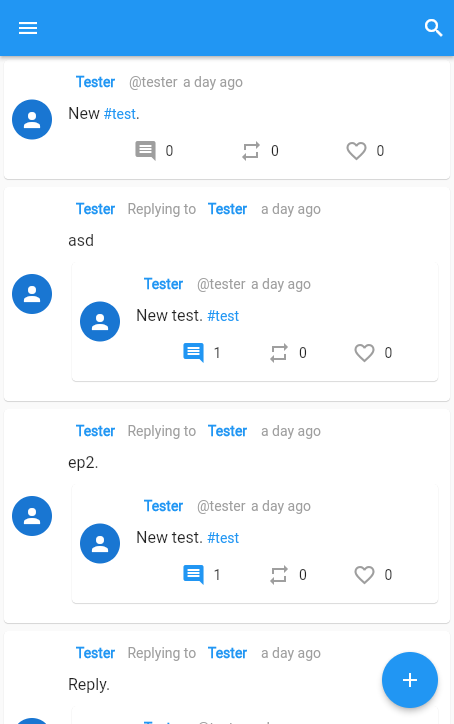 Tester @tester a day ago
New #test.
0 0 0
Tester Replying to Tester a day ago
asd
Tester @tester a day ago
New test. #test
1 0 0
Tester Replying to Tester a day ago
ep2.
Tester @tester a day ago
New test. #test
1 0 0
Tester Replying to Tester a day ago
Reply.